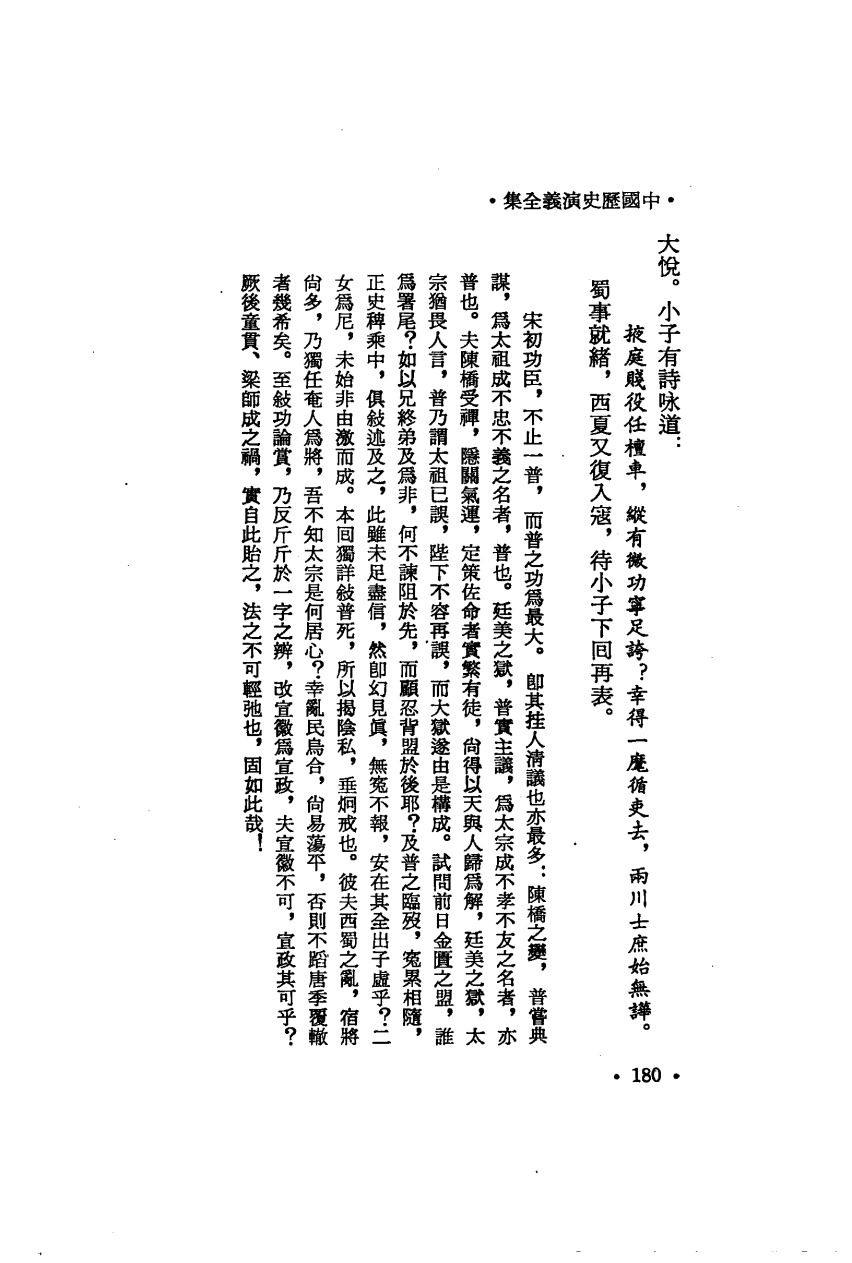 •中國歷史演義全集•
大悅。小子有詩咏道：
掖庭賤役任檀車，縱有微功寧足誇？幸得一麾循吏去，兩川士庶始無譁。
蜀事就緒，西夏又復入寇，待小子下回再表。
宋初功臣，不止一普，而普之功爲最大。卽其挂人淸議也亦最多：陳橋之變，普嘗典
謀，爲太祖成不忠不義之名者，普也。廷美之獄，普實主議，爲太宗成不孝不友之名者，亦
普也。夫陳橋受禪，隱關氣運，定策佐命者實繁有徒，尙得以天與人歸爲解，廷美之獄，太
宗猶畏人言，普乃謂太祖已誤，陛下不容再誤，而大獄遂由是構成。試問前日金匱之盟，誰
爲署尾？如以兄終弟及爲非，何不諫阻於先，而顧忍背盟於後耶？及普之臨歿，寃累相隨，
正史稗乘中，俱敍述及之，此雖未足盡信，然卽幻見眞，無寃不報，安在其全出子虛乎？二
女爲尼，未始非由激而成。本回獨詳敍普死，所以揭陰私，垂炯戒也。彼夫西蜀之亂，宿將
尙多，乃獨任奄人爲將，吾不知太宗是何居心？幸亂民烏合，尙易蕩平，否則不蹈唐季覆轍
者幾希矣。至敍功論賞，乃反斤斤於一字之辨，改宣徽爲宣政，夫宣徽不可，宣政其可乎？
厥後童貫、梁師成之禍，實自此貽之，法之不可輕弛也，固如此哉！
•180•